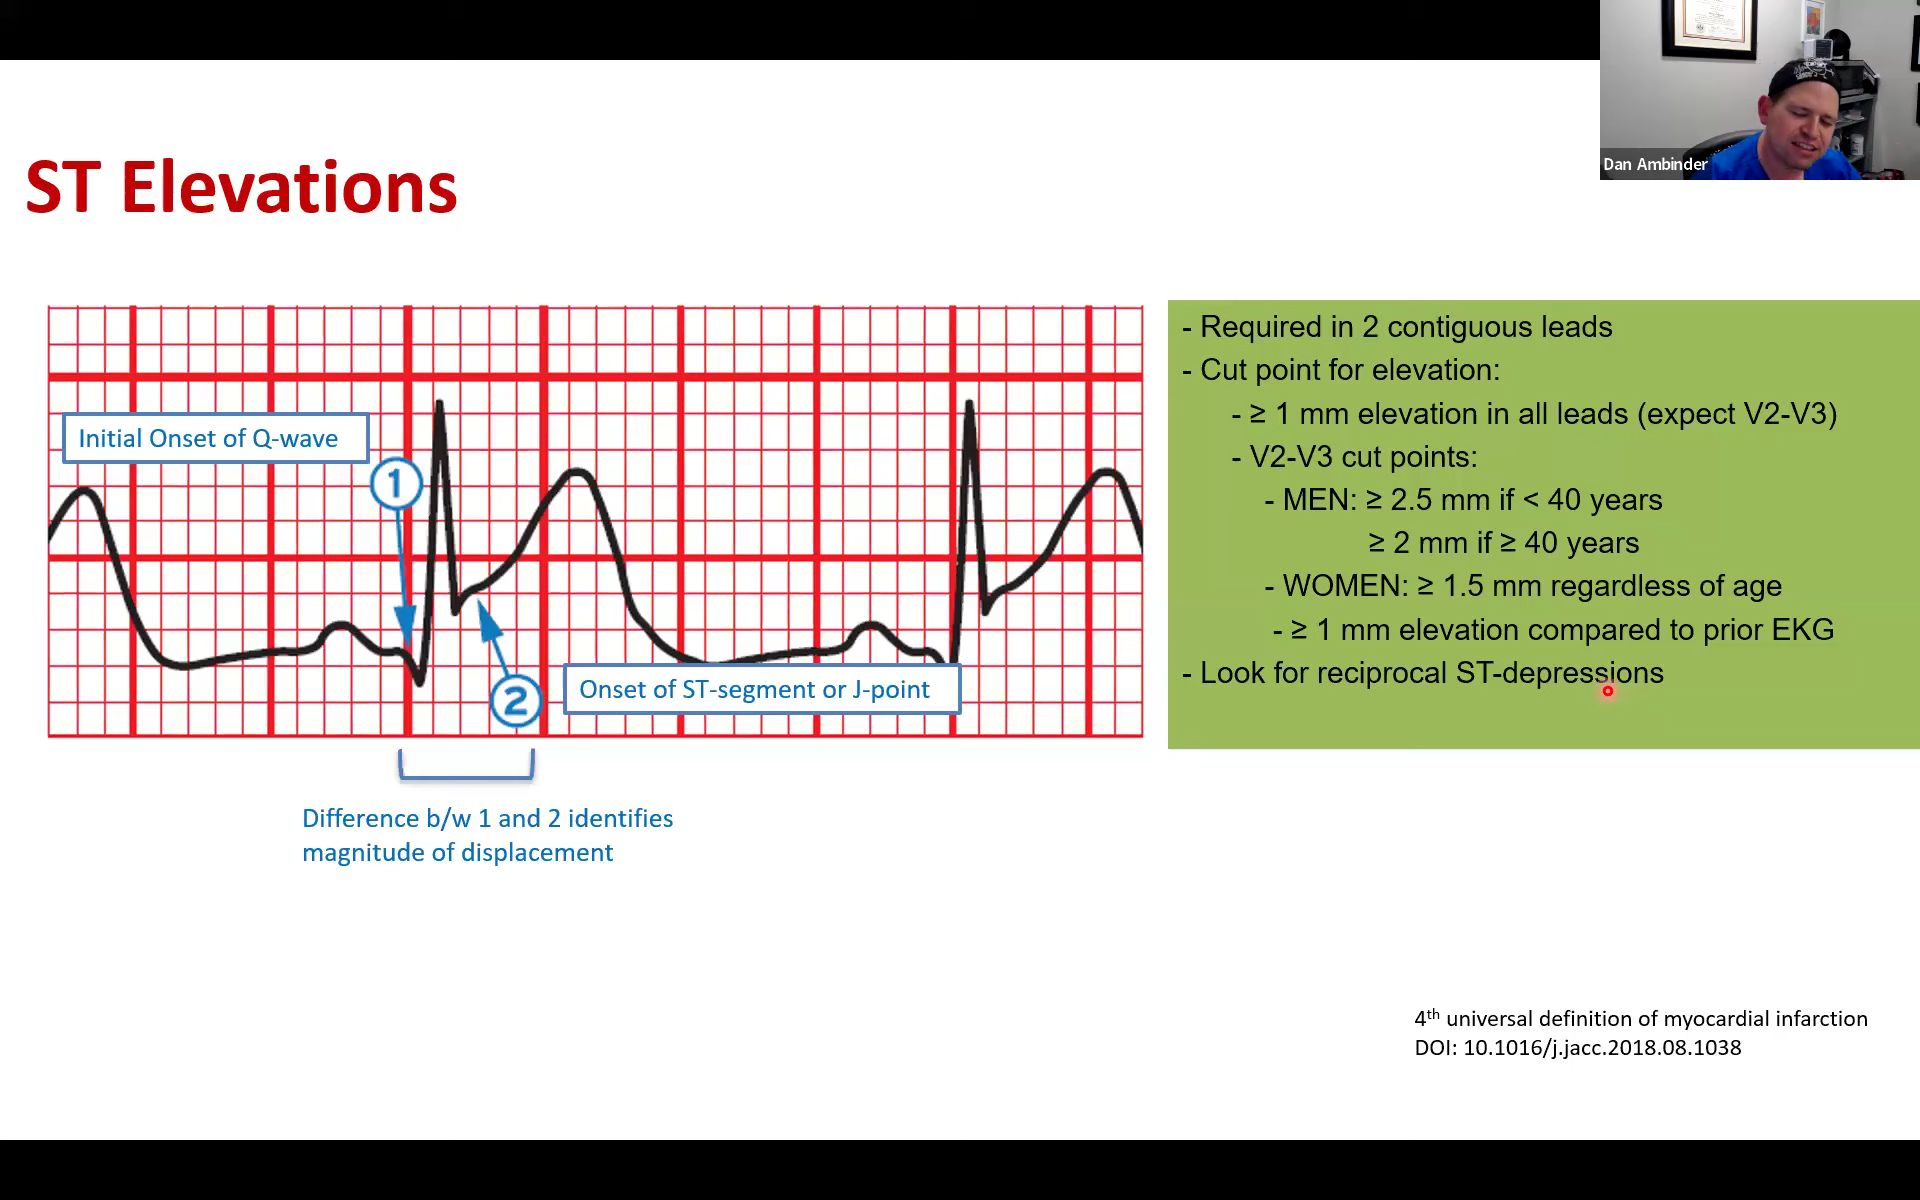 Dan Ambinder
ST Elevations
Initial Onset of Q-wave
1
2
Onset of ST-segment or J-point
Difference b/w 1 and 2 identifies
magnitude of displacement
- Required in 2 contiguous leads
- Cut point for elevation:
- ≥ 1 mm elevation in all leads (expect V2-V3)
- V2-V3 cut points:
- MEN: ≥ 2.5 mm if < 40 years
≥ 2 mm if ≥ 40 years
- WOMEN: ≥ 1.5 mm regardless of age
- ≥ 1 mm elevation compared to prior EKG
- Look for reciprocal ST-depressions
4th universal definition of myocardial infarction
DOI: 10.1016/j.jacc.2018.08.1038